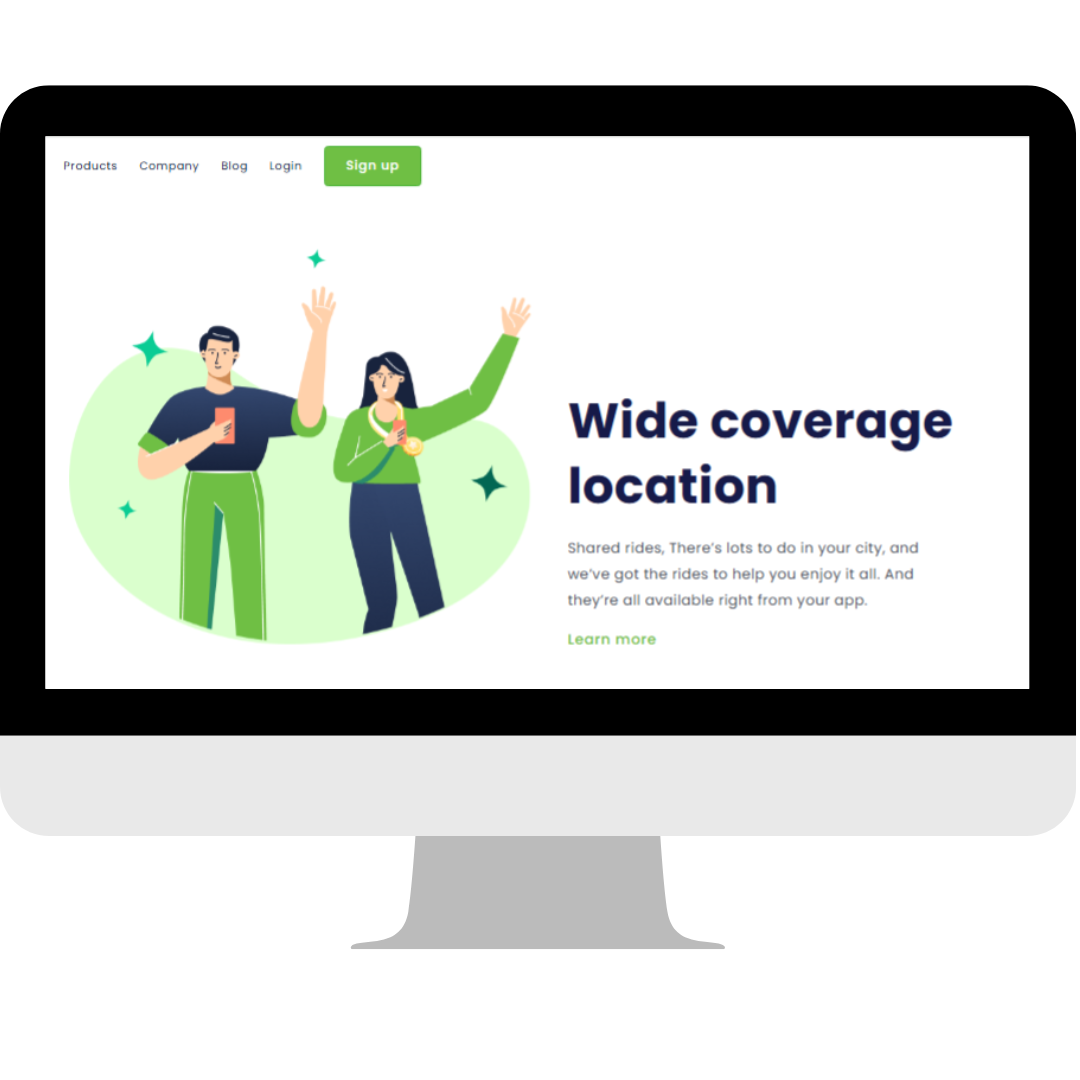 Products Company Blog Login Sign up
Wide coverage
location
Shared rides, There's lots to do in your city, and
we've got the rides to help you enjoy it all. And
they're all available right from your app.
Learn more